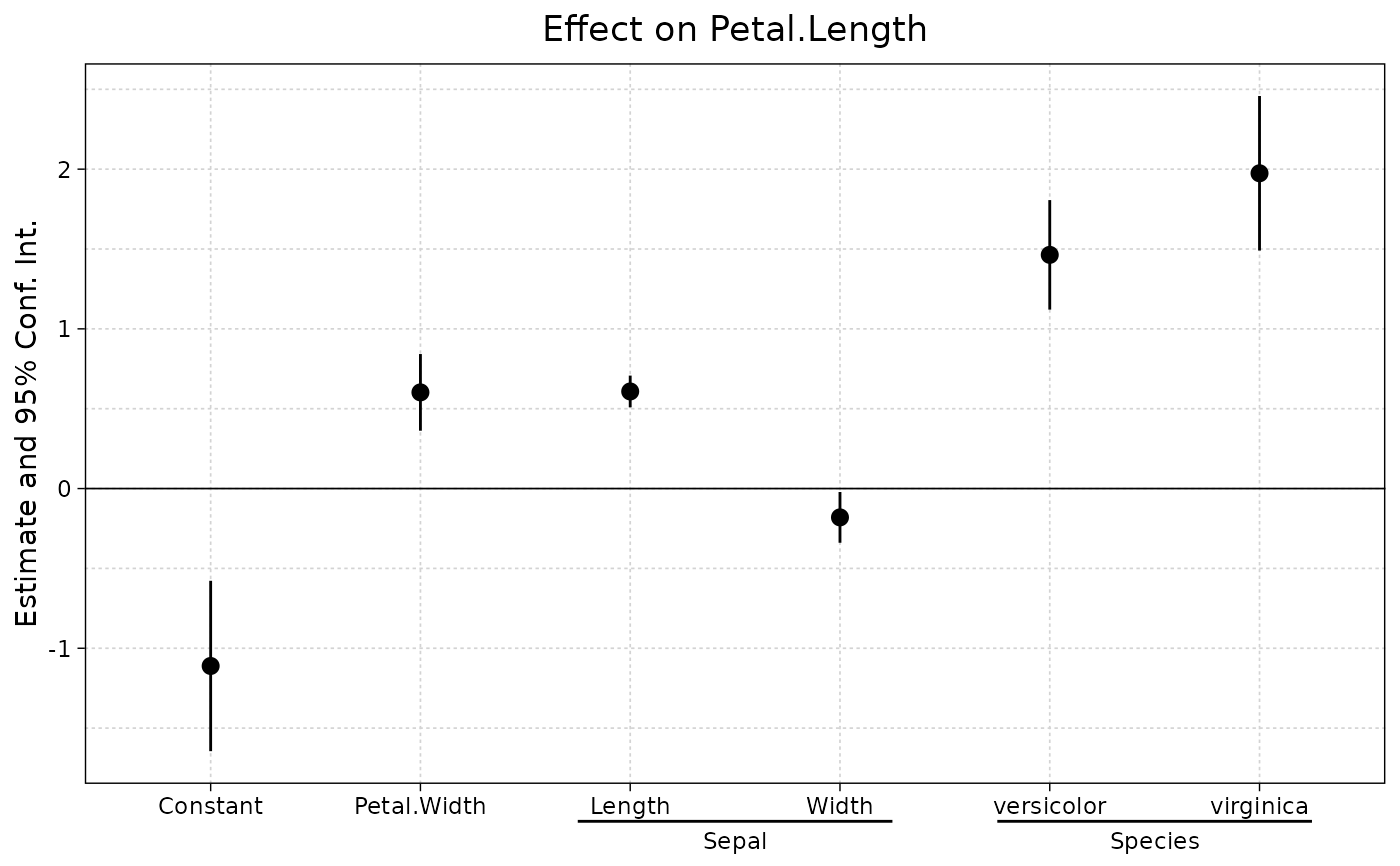 Effect on Petal.Length
Estimate and 95% Conf. Int.
2
1
0
-1
Constant Petal.Width Length Width versicolor virginica
Sepal Species